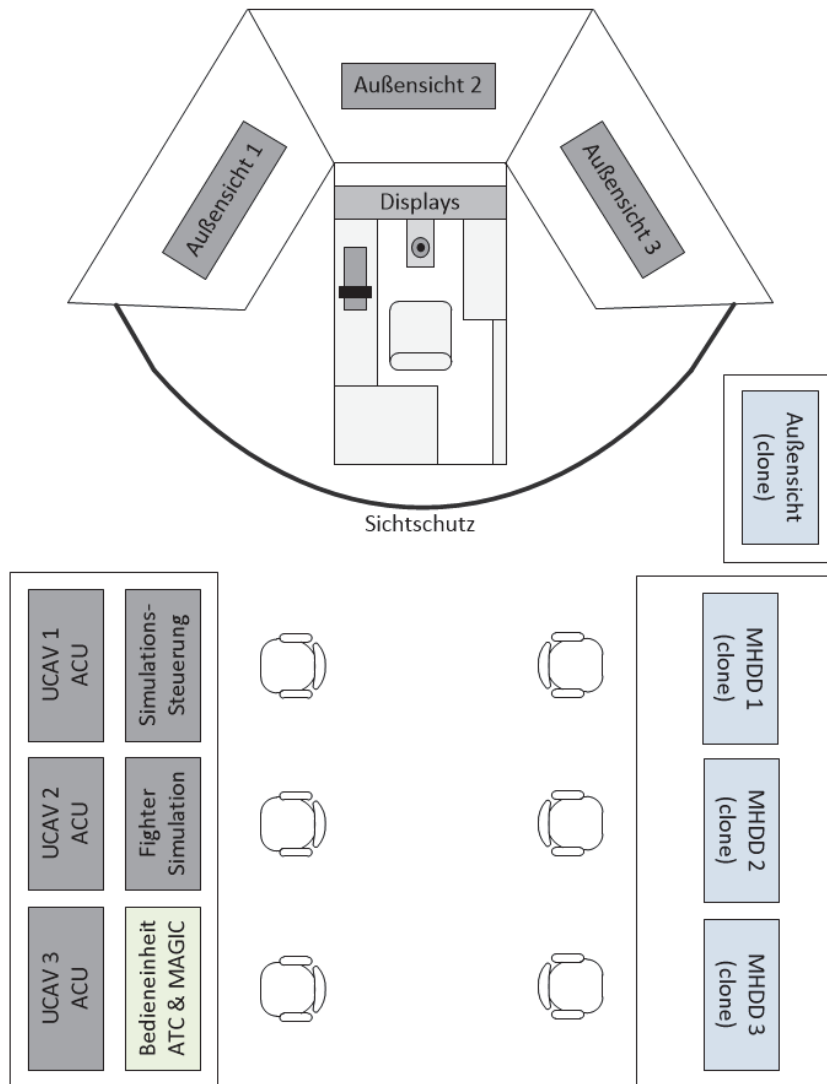 Außensicht 2
Außensicht 1
Außensicht 3
Displays
Außensicht
(clone)
Sichtschutz
UCAV 1
ACU
Simulations-
Steuerung
MHDD 1
(clone)
UCAV 2
ACU
Fighter
Simulation
MHDD 2
(clone)
UCAV 3
ACU
Bedieneinheit
ATC & MAGIC
MHDD 3
(clone)